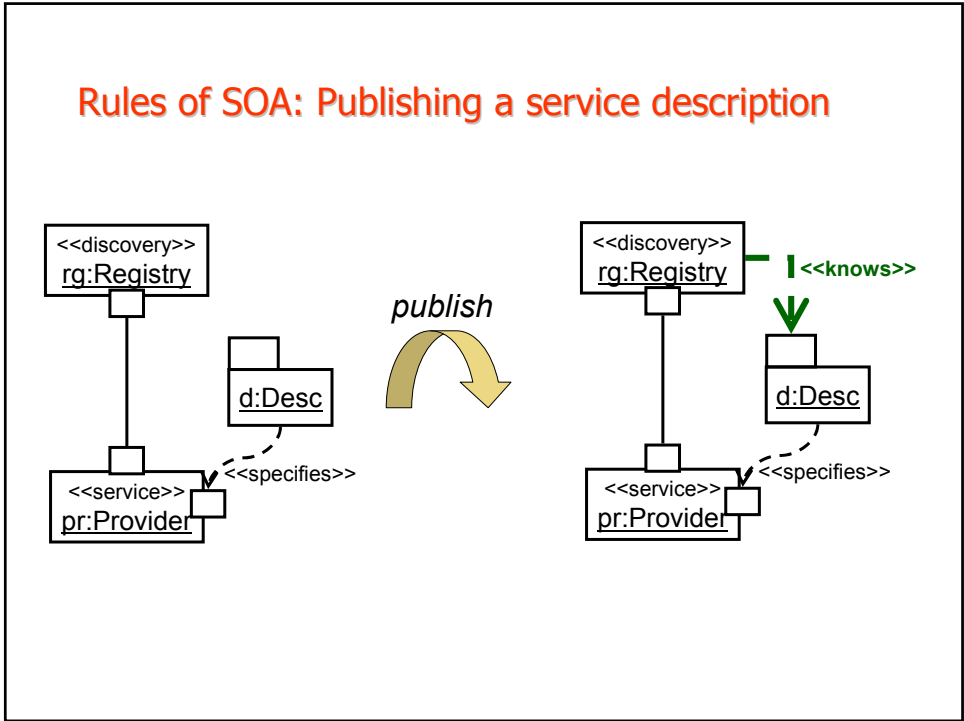 Rules of SOA: Publishing a service description
<<discovery>>
rg:Registry
d:Desc
<<specifies>>
<<service>>
pr:Provider
publish
<<discovery>>
rg:Registry
<<knows>>
d:Desc
<<specifies>>
<<service>>
pr:Provider